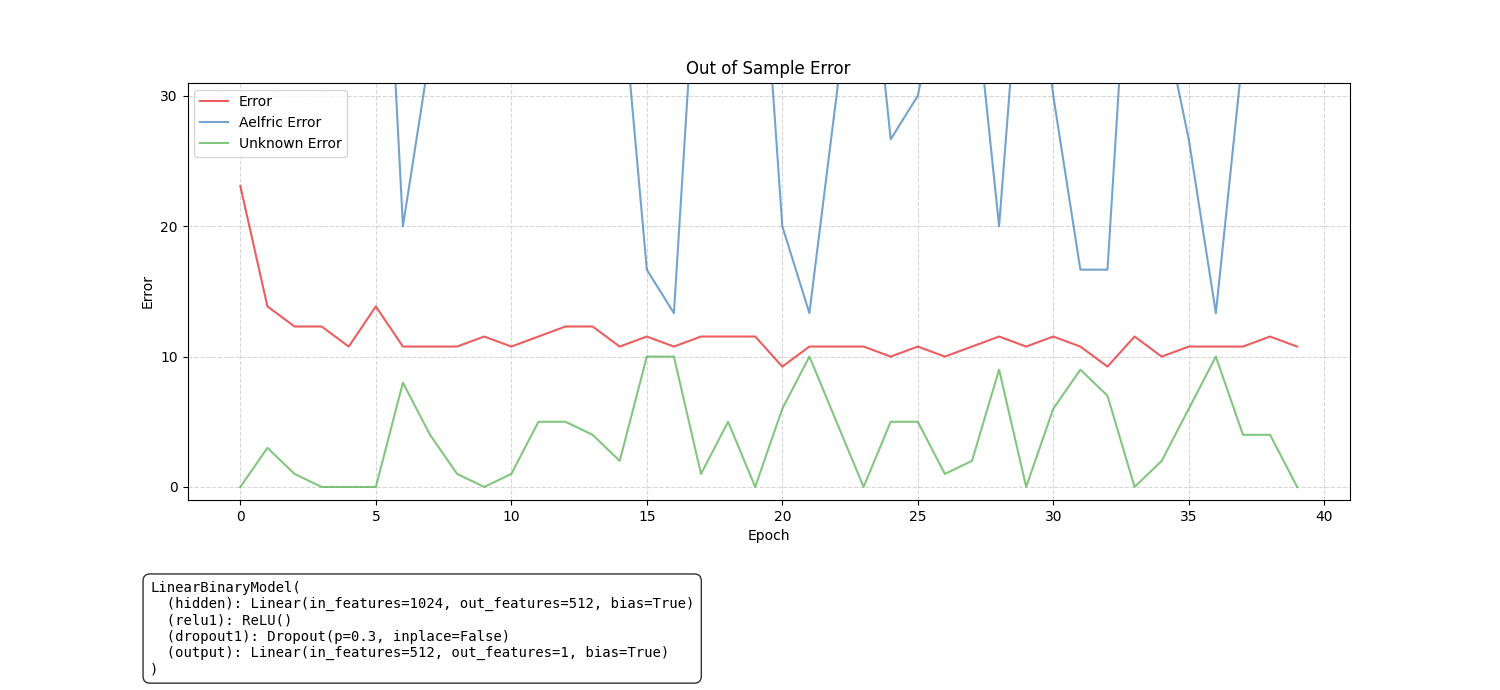 Out of Sample Error
30
20
10
0
Error
Error
Aelfric Error
Unknown Error
0 5 10 15 20 25 30 35 40
Epoch
LinearBinaryModel(
  (hidden): Linear(in_features=1024, out_features=512, bias=True)
  (relu1): ReLU()
  (dropout1): Dropout(p=0.3, inplace=False)
  (output): Linear(in_features=512, out_features=1, bias=True)
)